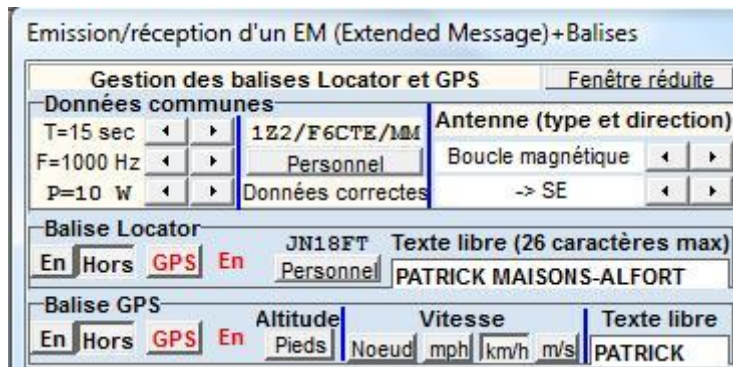 Emission/réception d'un EM (Extended Message)+Balises
Gestion des balises Locator et GPS Fenêtre réduite
Données communes
T=15 sec 1Z2/F6CTE/MM Antenne (type et direction)
F=1000 Hz Personnel Boucle magnétique
P=10 W Données correctes -> SE
Balise Locator
JN18FT Texte libre (26 caractères max)
En Hors GPS En Personnel PATRICK MAISONS-ALFORT
Balise GPS
Altitude Vitesse Texte libre
En Hors GPS En Pieds Noeud mph km/h m/s PATRICK